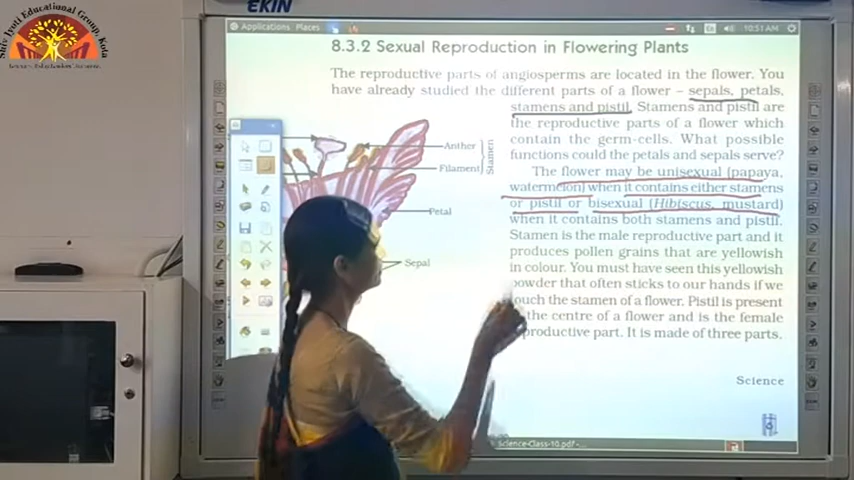 Shiv Jyoti Educational Group, Kota
EKIN
Applications Places
10:51 AM
8.3.2 Sexual Reproduction in Flowering Plants
The reproductive parts of angiosperms are located in the flower. You
have already studied the different parts of a flower – sepals, petals,
stamens and pistil. Stamens and pistil are
the reproductive parts of a flower which
contain the germ-cells. What possible
functions could the petals and sepals serve?
The flower may be unisexual (papaya,
watermelon) when it contains either stamens
or pistil or bisexual (Hibiscus, mustard)
when it contains both stamens and pistil.
Stamen is the male reproductive part and it
produces pollen grains that are yellowish
in colour. You must have seen this yellowish
powder that often sticks to our hands if we
touch the stamen of a flower. Pistil is present
the centre of a flower and is the female
productive part. It is made of three parts.
Anther
Filament
Stamen
Petal
Sepal
Science
Science-Class-10.pdf